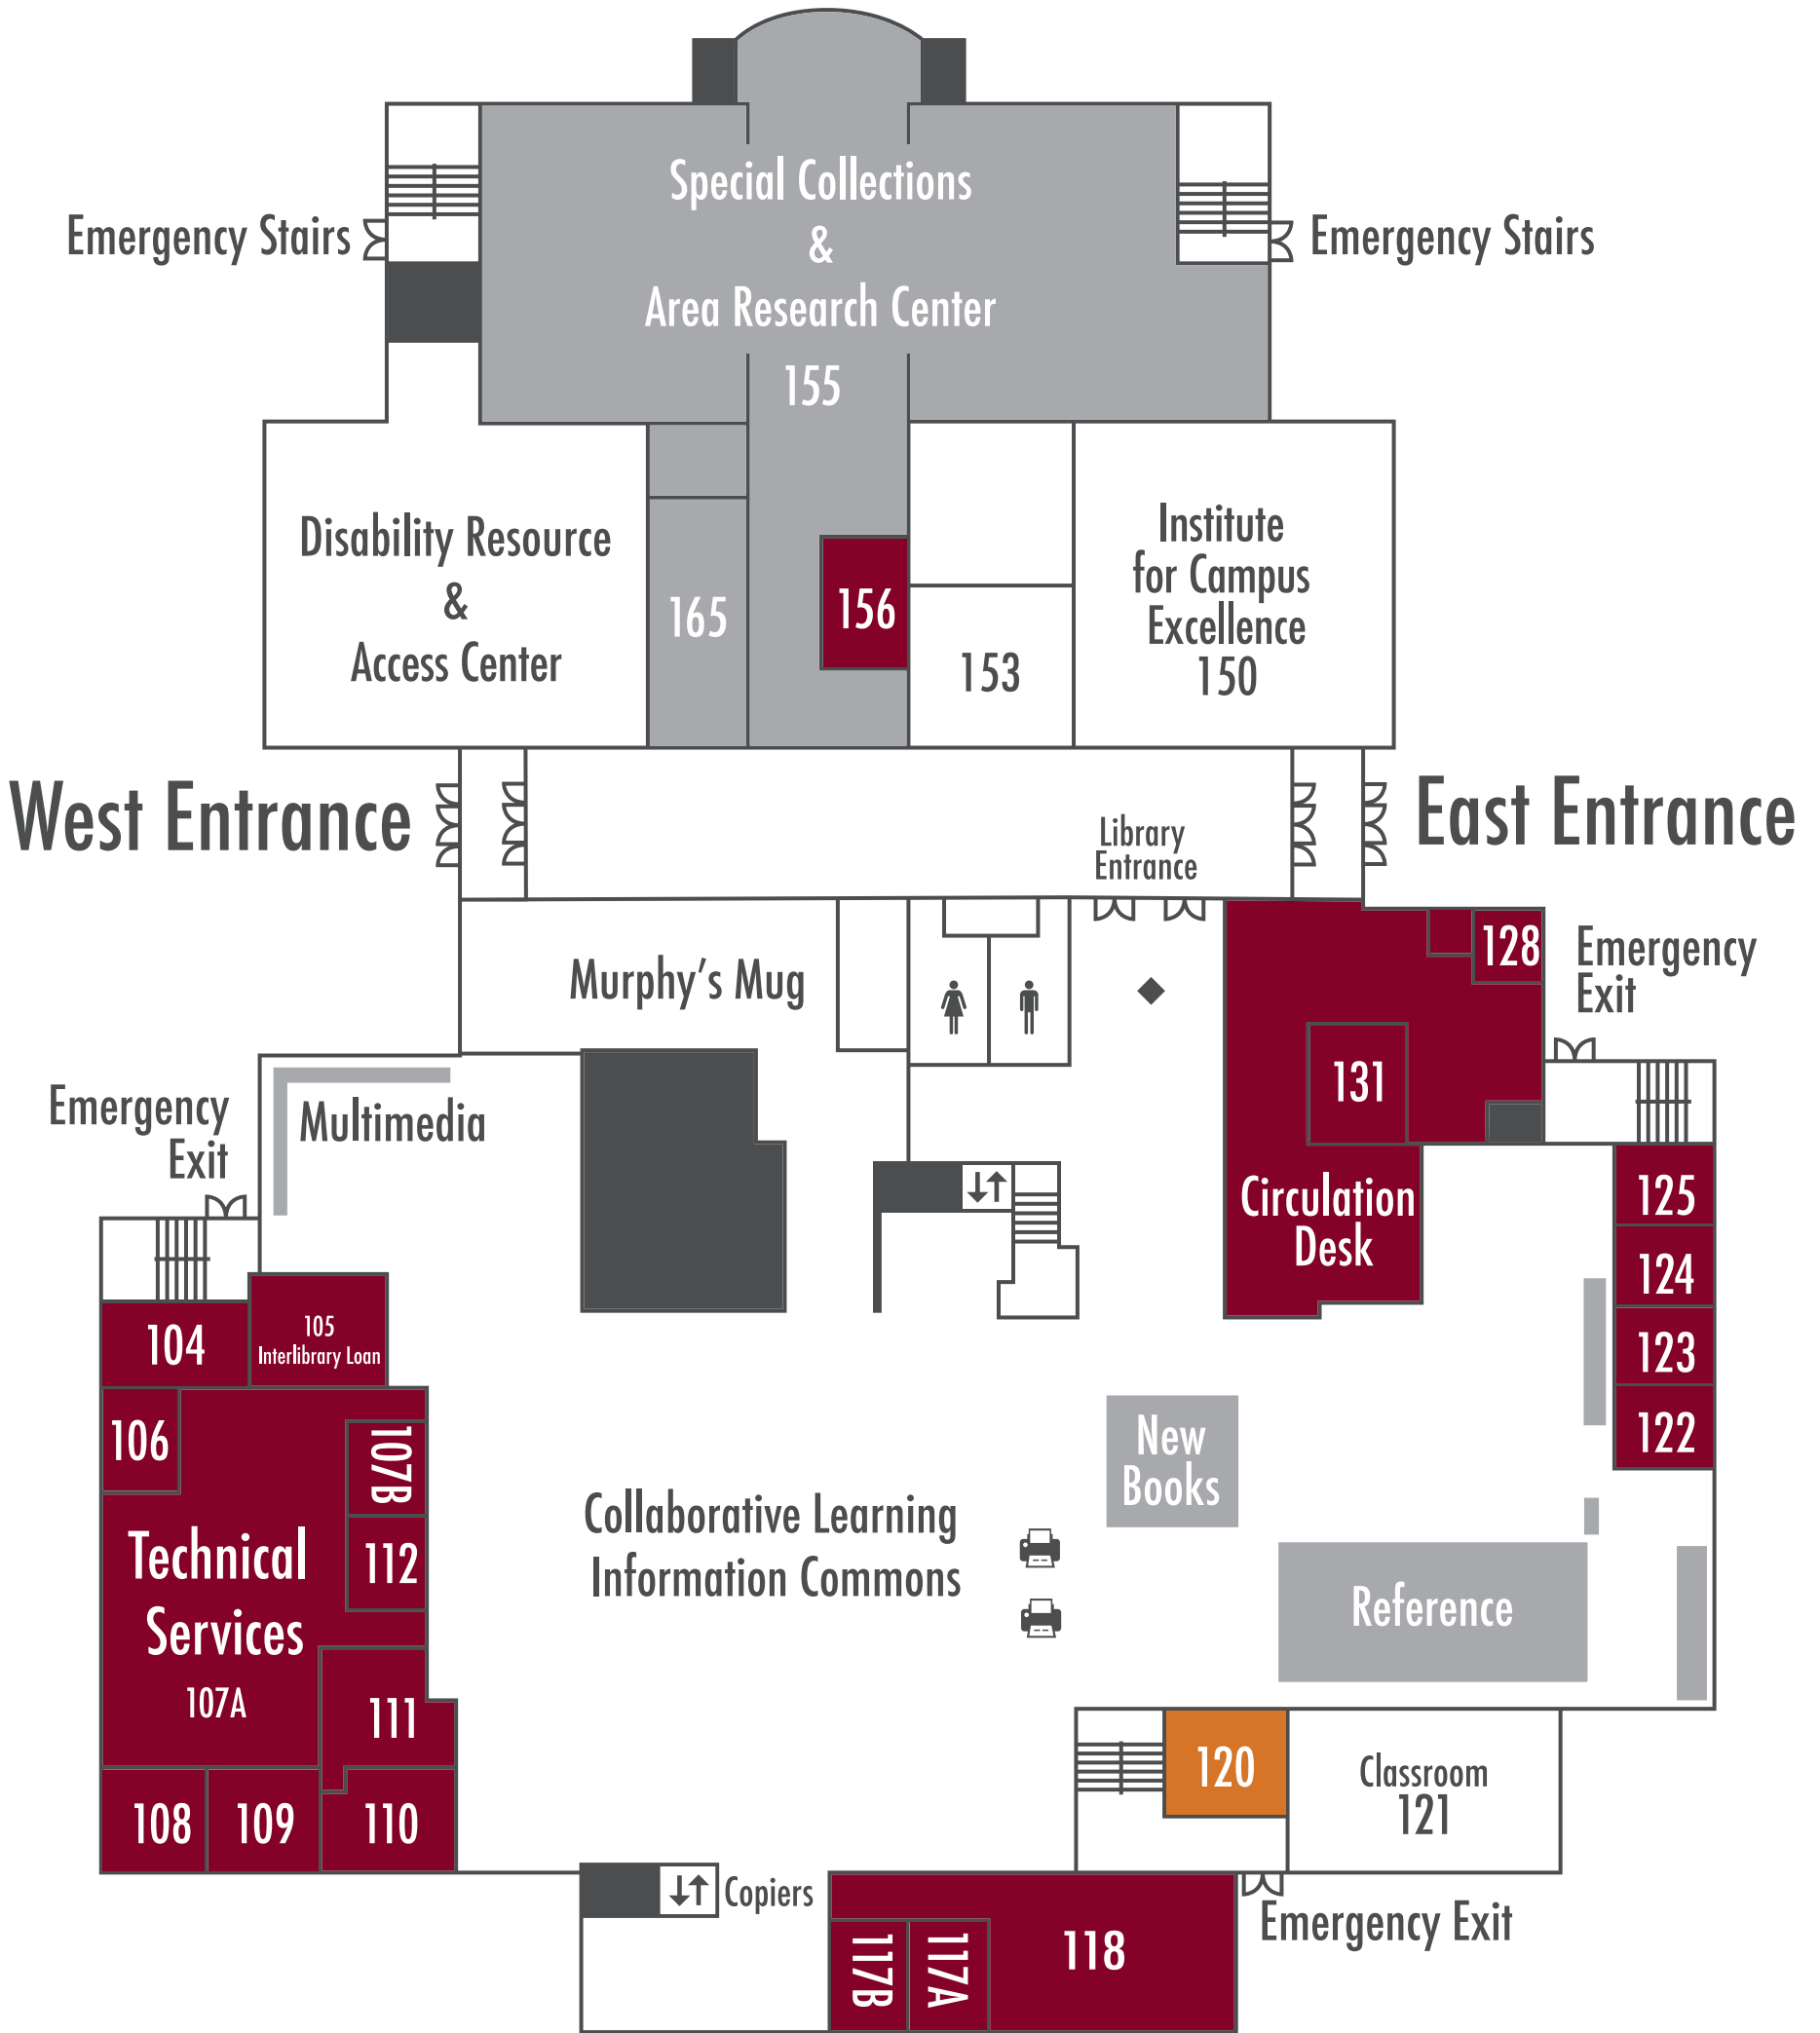 Special Collections
&
Area Research Center
155
Emergency Stairs
Emergency Stairs
Disability Resource
&
Access Center
165
156
153
Institute
for Campus
Excellence
150
West Entrance
East Entrance
Library
Entrance
Murphy's Mug
128
Emergency
Exit
131
Multimedia
Emergency
Exit
Circulation
Desk
125
124
123
122
104
105
Interlibrary Loan
106
107B
112
Technical
Services
107A
111
108
109
110
New
Books
Collaborative Learning
Information Commons
Reference
120
Classroom
121
Copiers
117B
117A
118
Emergency Exit